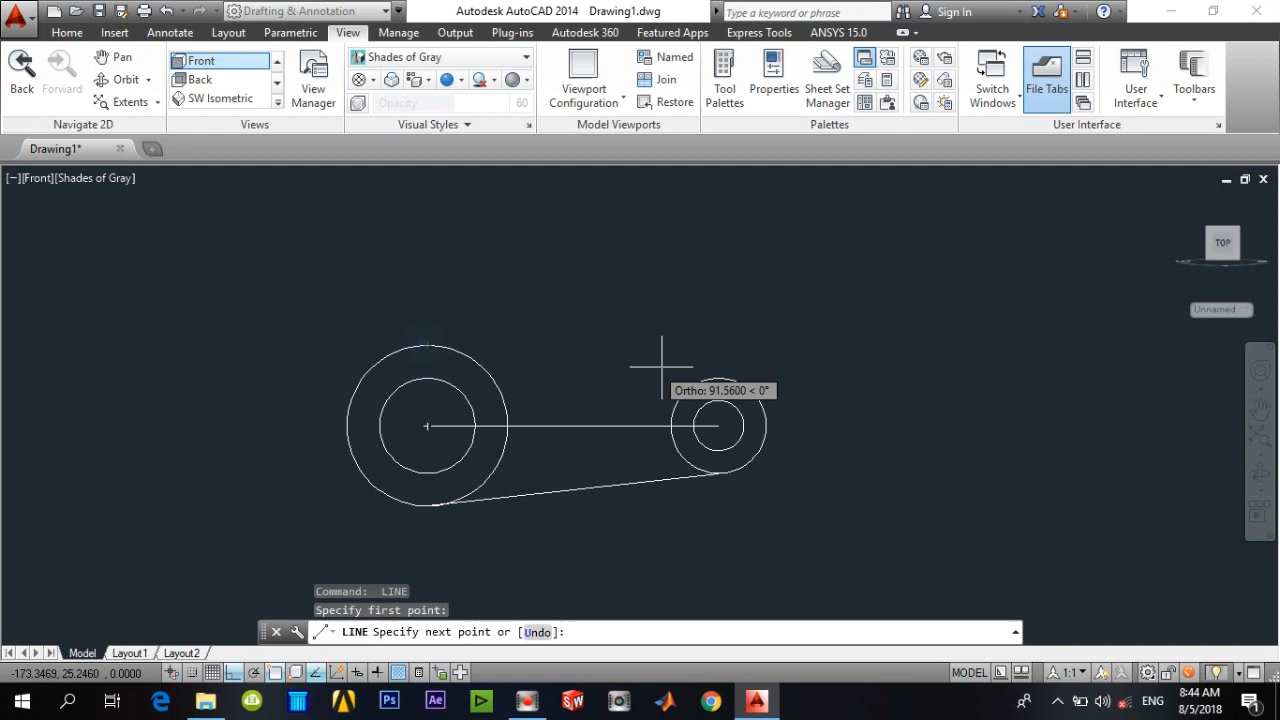 Drafting & Annotation
Autodesk AutoCAD 2014 Drawing1.dwg
Type a keyword or phrase
Sign In
Home Insert Annotate Layout Parametric View Manage Output Plug-ins Autodesk 360 Featured Apps Express Tools ANSYS 15.0
Back
Forward
Pan
Orbit
Extents
Navigate 2D
Front
Back
SW Isometric
View
Manager
Views
Shades of Gray
Opacity 60
Visual Styles
Viewport
Configuration
Named
Join
Restore
Model Viewports
Tool
Palettes
Properties
Sheet Set
Manager
Palettes
Switch
Windows
File Tabs
User
Interface
Toolbars
User Interface
Drawing1*
[−][Front][Shades of Gray]
TOP
Unnamed
Ortho: 91.5600 < 0°
Command: LINE
Specify first point:
LINE Specify next point or [Undo]:
Model Layout1 Layout2
-173.3469, 25.2460 , 0.0000
MODEL
1:1
ENG
8:44 AM
8/5/2018
Ps
Ae
SW
1